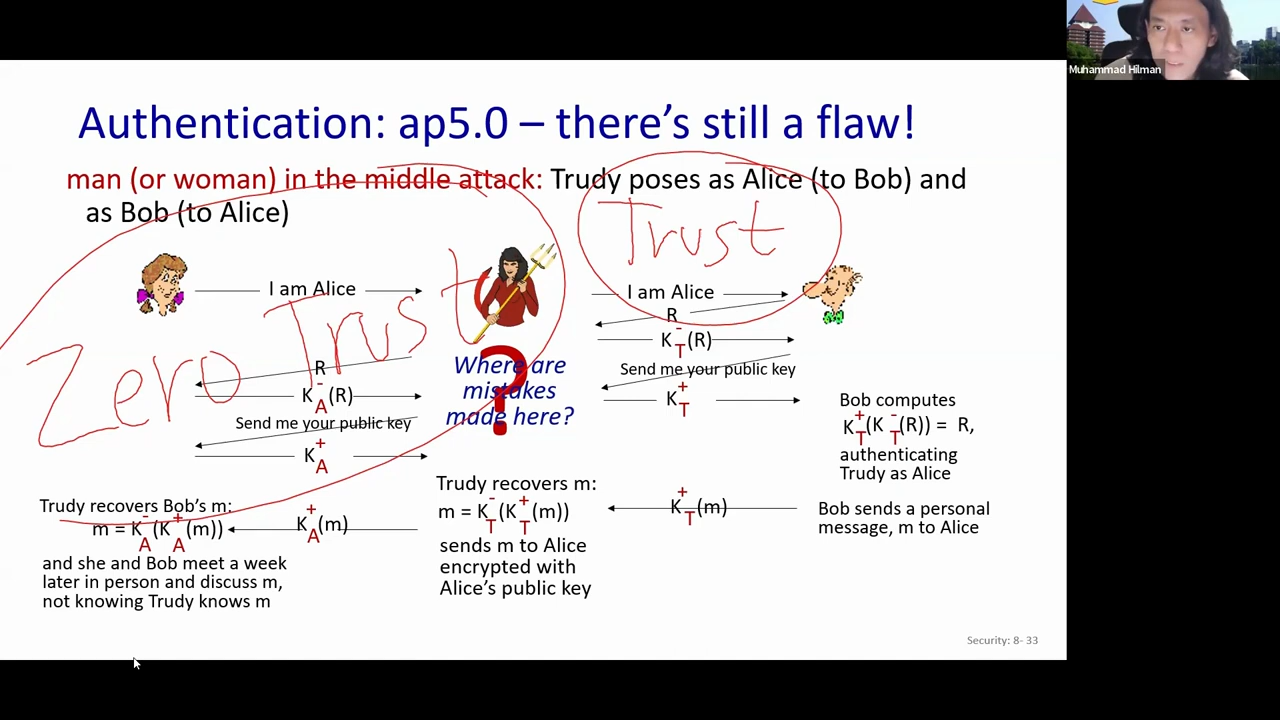 Muhammad Hilman
Authentication: ap5.0 – there's still a flaw!
man (or woman) in the middle attack: Trudy poses as Alice (to Bob) and
as Bob (to Alice)
Trust
Zero Trust
I am Alice
R
K-A(R)
Send me your public key
K+A
Where are
mistakes
made here?
?
I am Alice
R
K-T(R)
Send me your public key
K+T
Bob computes
K+T(K-T(R)) = R,
authenticating
Trudy as Alice
Bob sends a personal
message, m to Alice
K+T(m)
Trudy recovers m:
m = K-T(K+T(m))
sends m to Alice
encrypted with
Alice's public key
K+A(m)
Trudy recovers Bob's m:
m = K-A(K+A(m))
and she and Bob meet a week
later in person and discuss m,
not knowing Trudy knows m
Security: 8- 33